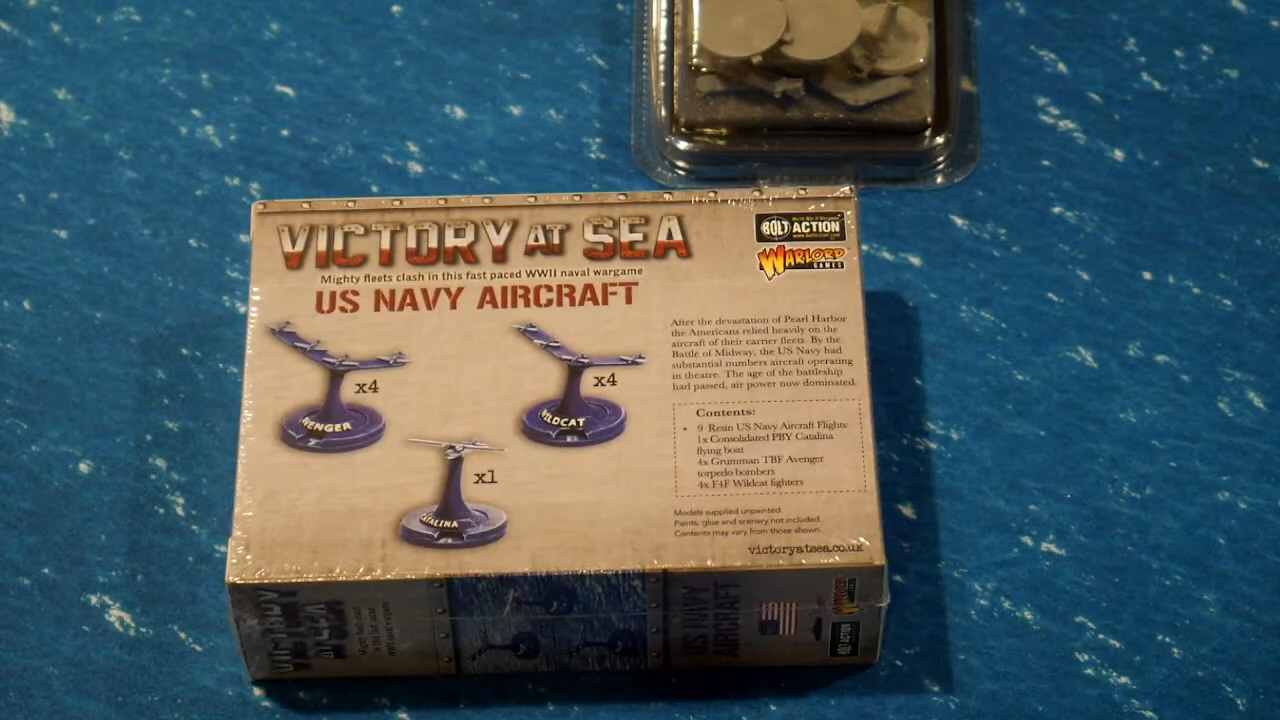 VICTORY AT SEA
Mighty fleets clash in this fast paced WWII naval wargame
US NAVY AIRCRAFT
BOLT ACTION
WARLORD
GAMES
x4
x4
x1
WILDCAT
CATALINA
After the devastation of Pearl Harbor
the Americans relied heavily on the
aircraft of their carrier fleets. By the
Battle of Midway, the US Navy had
substantial numbers aircraft operating
in theatre. The age of the battleship
had passed, air power now dominated.
Contents:
• 9 Resin US Navy Aircraft Flights:
1x Consolidated PBY Catalina
flying boat
4x Grumman TBF Avenger
torpedo bombers
4x F4F Wildcat fighters
Models supplied unpainted.
Paints, glue and scenery not included.
Contents may vary from those shown.
victoryatsea.co.uk
VICTORY
AT SEA
US NAVY
AIRCRAFT